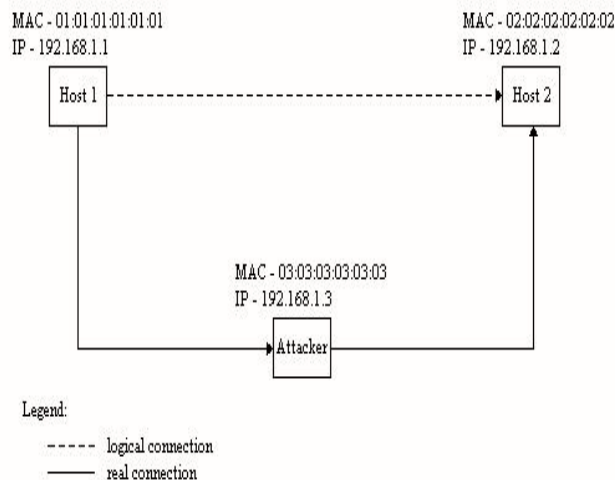 MAC - 01:01:01:01:01:01
IP - 192.168.1.1
MAC - 02:02:02:02:02:02
IP - 192.168.1.2
Host 1
Host 2
MAC - 03:03:03:03:03:03
IP - 192.168.1.3
Attacker
Legend:
logical connection
real connection